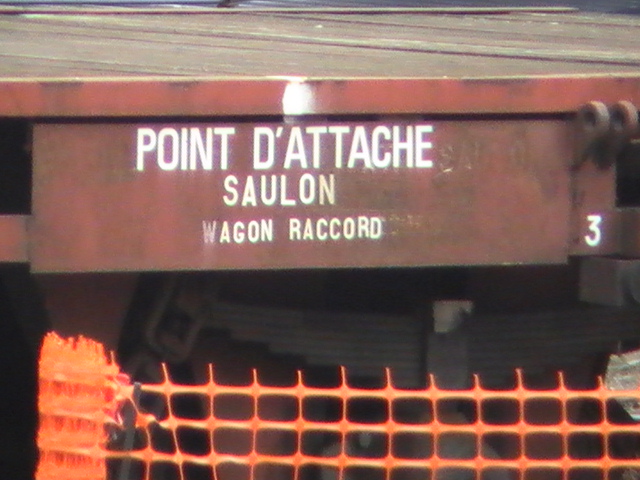 POINT D'ATTACHE
SAULON
WAGON RACCORD
3